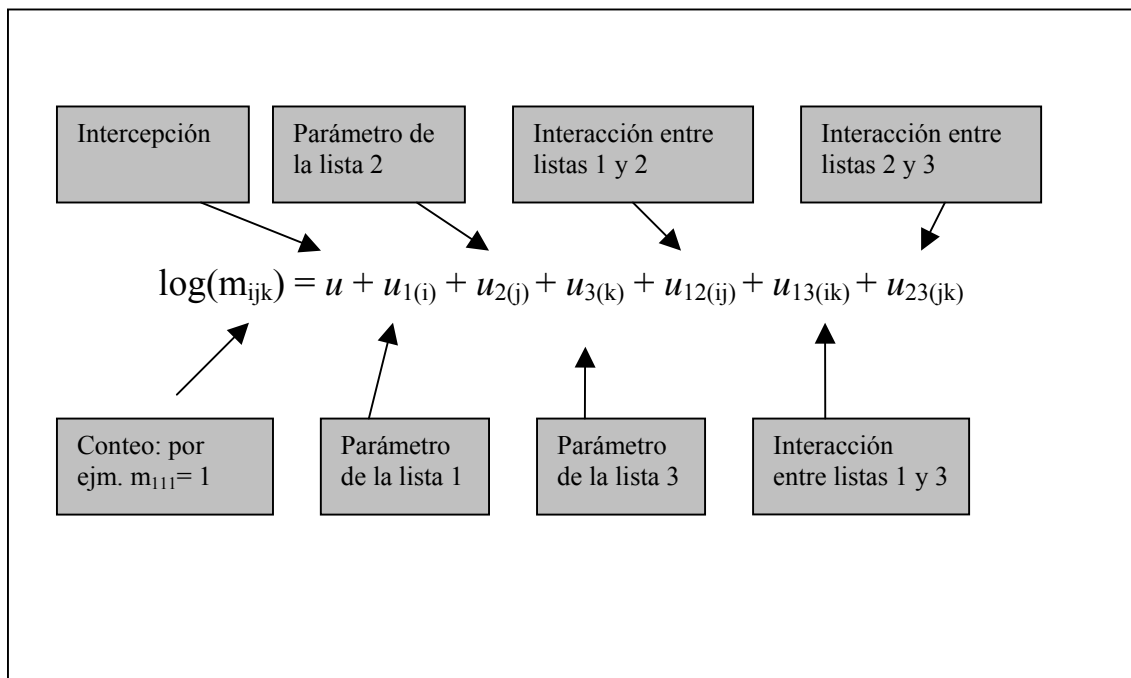 Intercepción
Parámetro de
la lista 2
Interacción entre
listas 1 y 2
Interacción entre
listas 2 y 3
log(mᵢⱼₖ) = u + u₁₍ᵢ₎ + u₂₍ⱼ₎ + u₃₍ₖ₎ + u₁₂₍ᵢⱼ₎ + u₁₃₍ᵢₖ₎ + u₂₃₍ⱼₖ₎
Conteo: por
ejm. m₁₁₁= 1
Parámetro
de la lista 1
Parámetro
de la lista 3
Interacción
entre listas 1 y 3